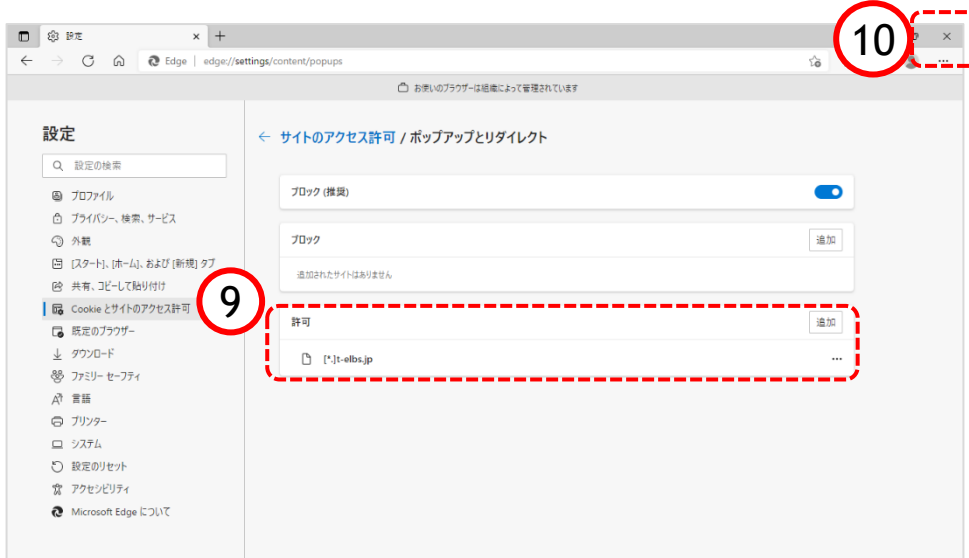 設定
10
Edge | edge://settings/content/popups
お使いのブラウザーは組織によって管理されています
設定
← サイトのアクセス許可 / ポップアップとリダイレクト
設定の検索
ブロック (推奨)
プロファイル
プライバシー、検索、サービス
外観
ブロック
追加
[スタート]、[ホーム]、および [新規] タブ
追加されたサイトはありません
共有、コピーして貼り付け
9
Cookie とサイトのアクセス許可
許可
追加
既定のブラウザー
ダウンロード
[*.]t-elbs.jp
ファミリー セーフティ
言語
プリンター
システム
設定のリセット
アクセシビリティ
Microsoft Edge について